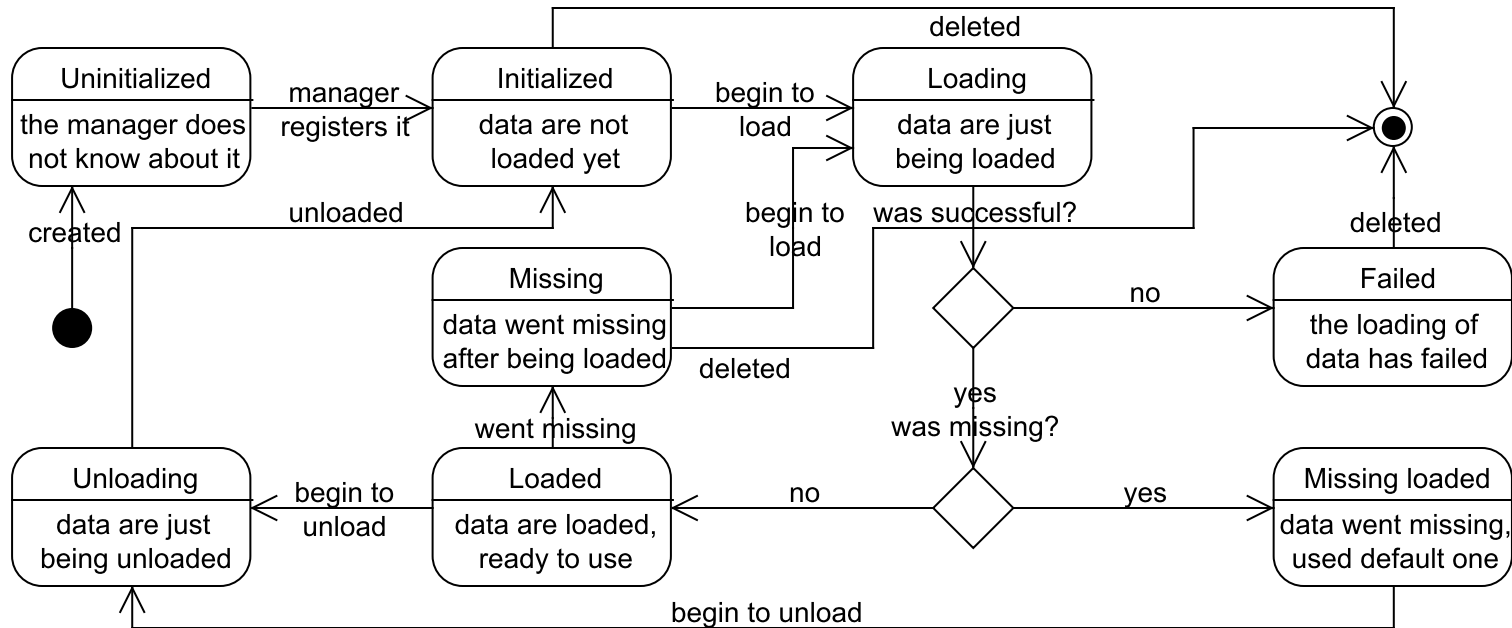 deleted
Uninitialized
the manager does
not know about it
manager
registers it
Initialized
data are not
loaded yet
begin to
load
Loading
data are just
being loaded
created
unloaded
begin to
load
was successful?
deleted
Missing
data went missing
after being loaded
deleted
no
Failed
the loading of
data has failed
yes
was missing?
went missing
Unloading
data are just
being unloaded
begin to
unload
Loaded
data are loaded,
ready to use
no
yes
Missing loaded
data went missing,
used default one
begin to unload